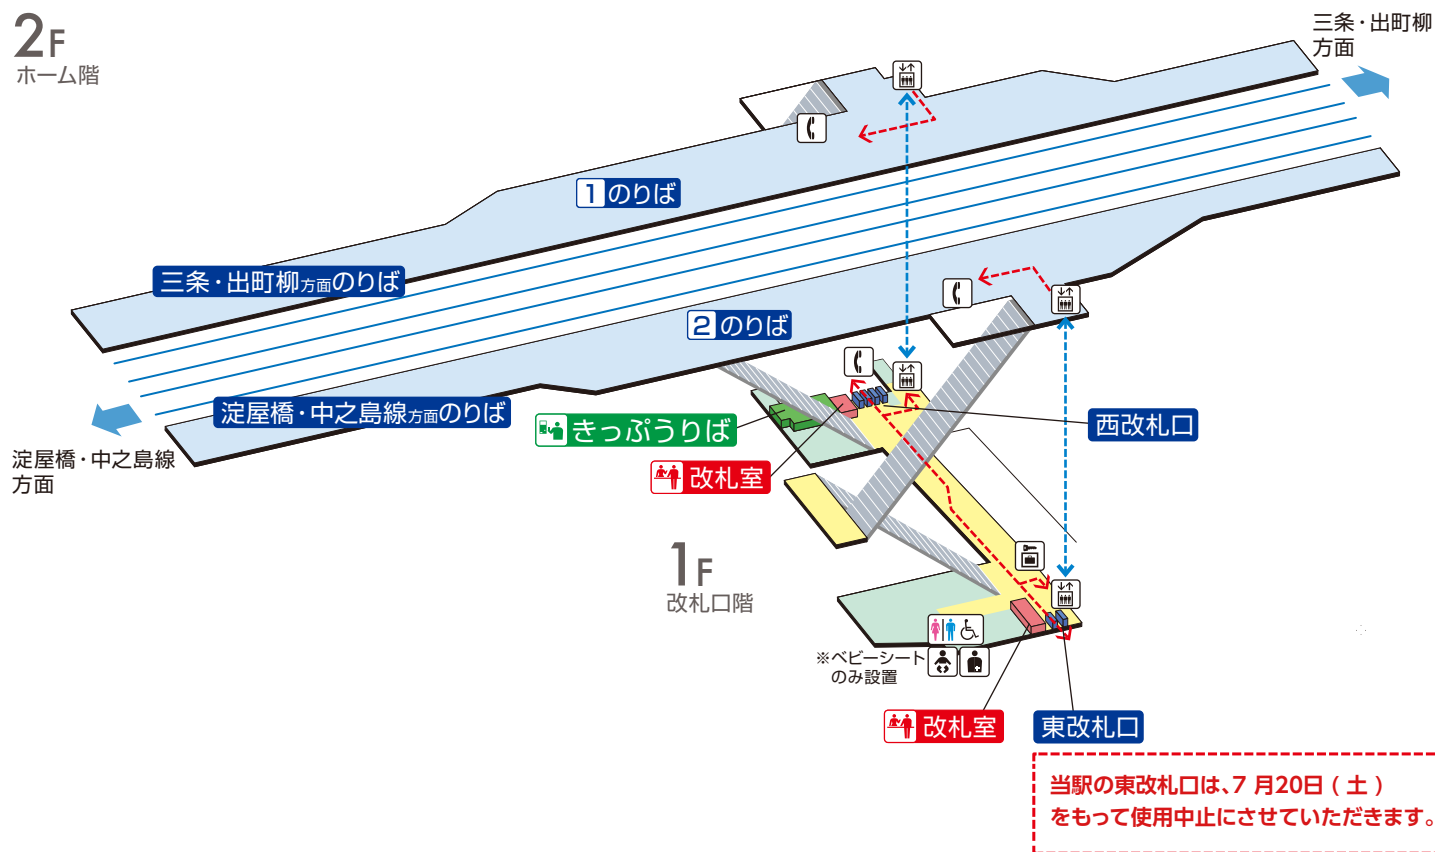 2F
ホーム階
三条・出町柳
方面
1のりば
三条・出町柳方面のりば
2のりば
淀屋橋・中之島線方面のりば
淀屋橋・中之島線
方面
きっぷうりば
西改札口
改札室
1F
改札口階
※ベビーシート
のみ設置
改札室
東改札口
当駅の東改札口は、7月20日(土)
をもって使用中止にさせていただきます。